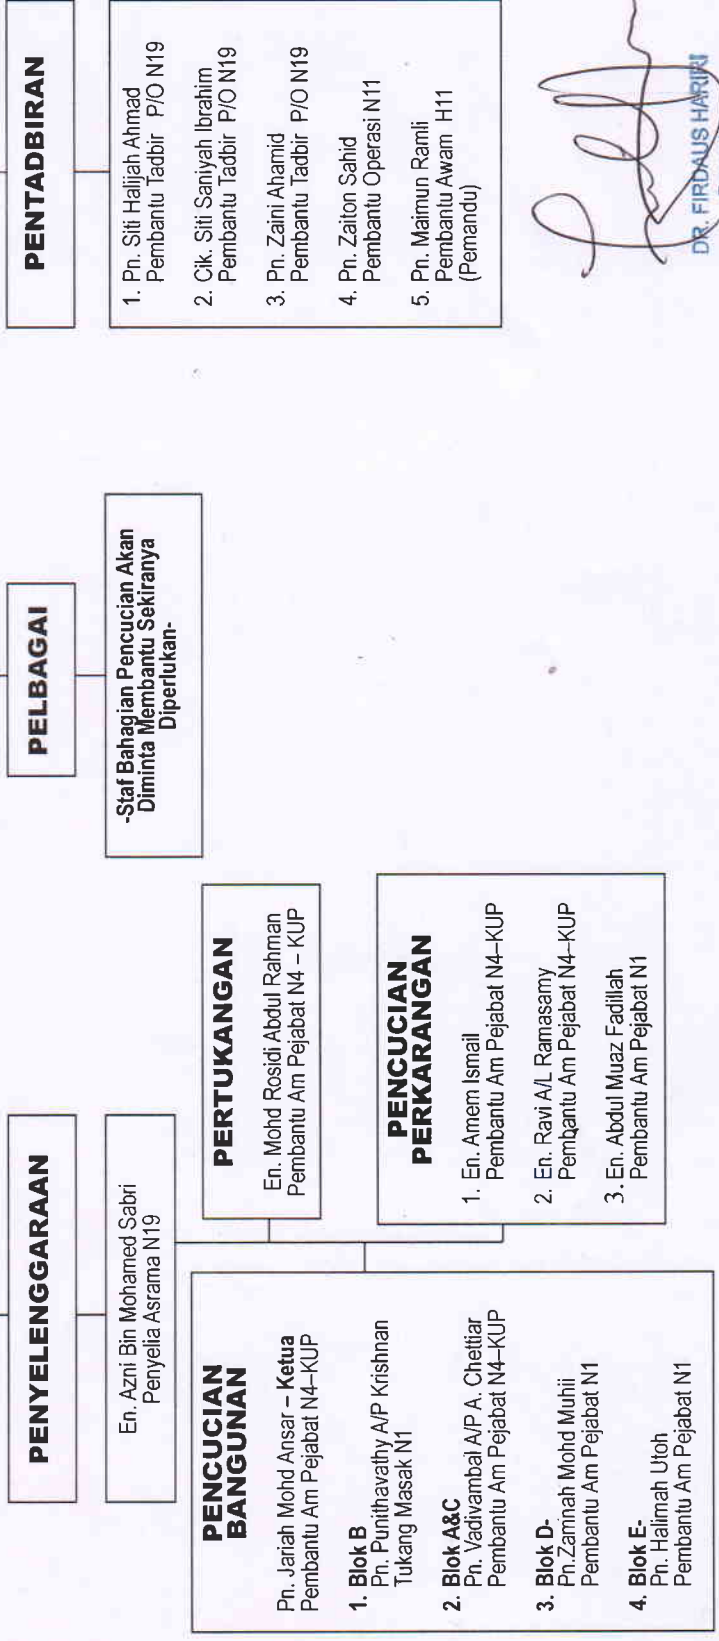 PENYELENGGARAAN
En. Azni Bin Mohamed Sabri
Penyelia Asrama N19
PENCUCIAN
BANGUNAN
Pn. Jariah Mohd Ansar – Ketua
Pembantu Am Pejabat N4–KUP
1. Blok B
Pn. Punithavathy A/P Krishnan
Tukang Masak N1
2. Blok A&C
Pn. Vadivambal A/P A. Chettiar
Pembantu Am Pejabat N4–KUP
3. Blok D-
Pn.Zamnah Mohd Muhii
Pembantu Am Pejabat N1
4. Blok E-
Pn. Halimah Utoh
Pembantu Am Pejabat N1
PERTUKANGAN
En. Mohd Rosidi Abdul Rahman
Pembantu Am Pejabat N4 – KUP
PENCUCIAN
PERKARANGAN
1. En. Amem Ismail
Pembantu Am Pejabat N4–KUP
2. En. Ravi A/L Ramasamy
Pembantu Am Pejabat N4–KUP
3. En. Abdul Muaz Fadillah
Pembantu Am Pejabat N1
PELBAGAI
-Staf Bahagian Pencucian Akan
Diminta Membantu Sekiranya
Diperlukan-
PENTADBIRAN
1. Pn. Siti Halijah Ahmad
Pembantu Tadbir P/O N19
2. Cik. Siti Saniyah Ibrahim
Pembantu Tadbir P/O N19
3. Pn. Zaini Ahamid
Pembantu Tadbir P/O N19
4. Pn. Zaiton Sahid
Pembantu Operasi N11
5. Pn. Maimun Ramli
Pembantu Awam H11
(Pemandu)
DR. FIRDAUS HARIRI